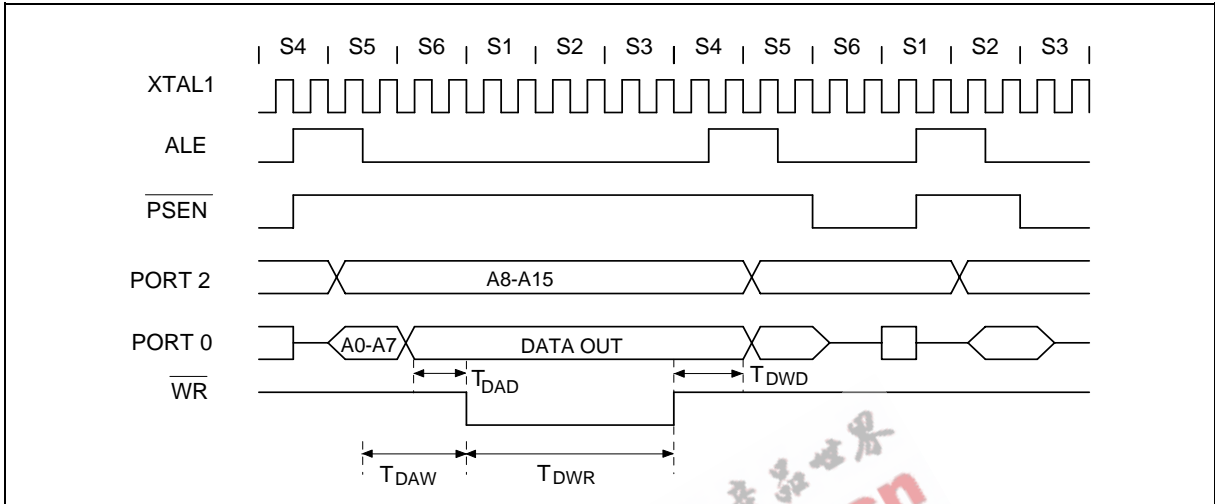 S4 S5 S6 S1 S2 S3 S4 S5 S6 S1 S2 S3
XTAL1
ALE
PSEN
PORT 2 A8-A15
PORT 0 A0-A7 DATA OUT
TDAD TDWD
WR
TDAW TDWR